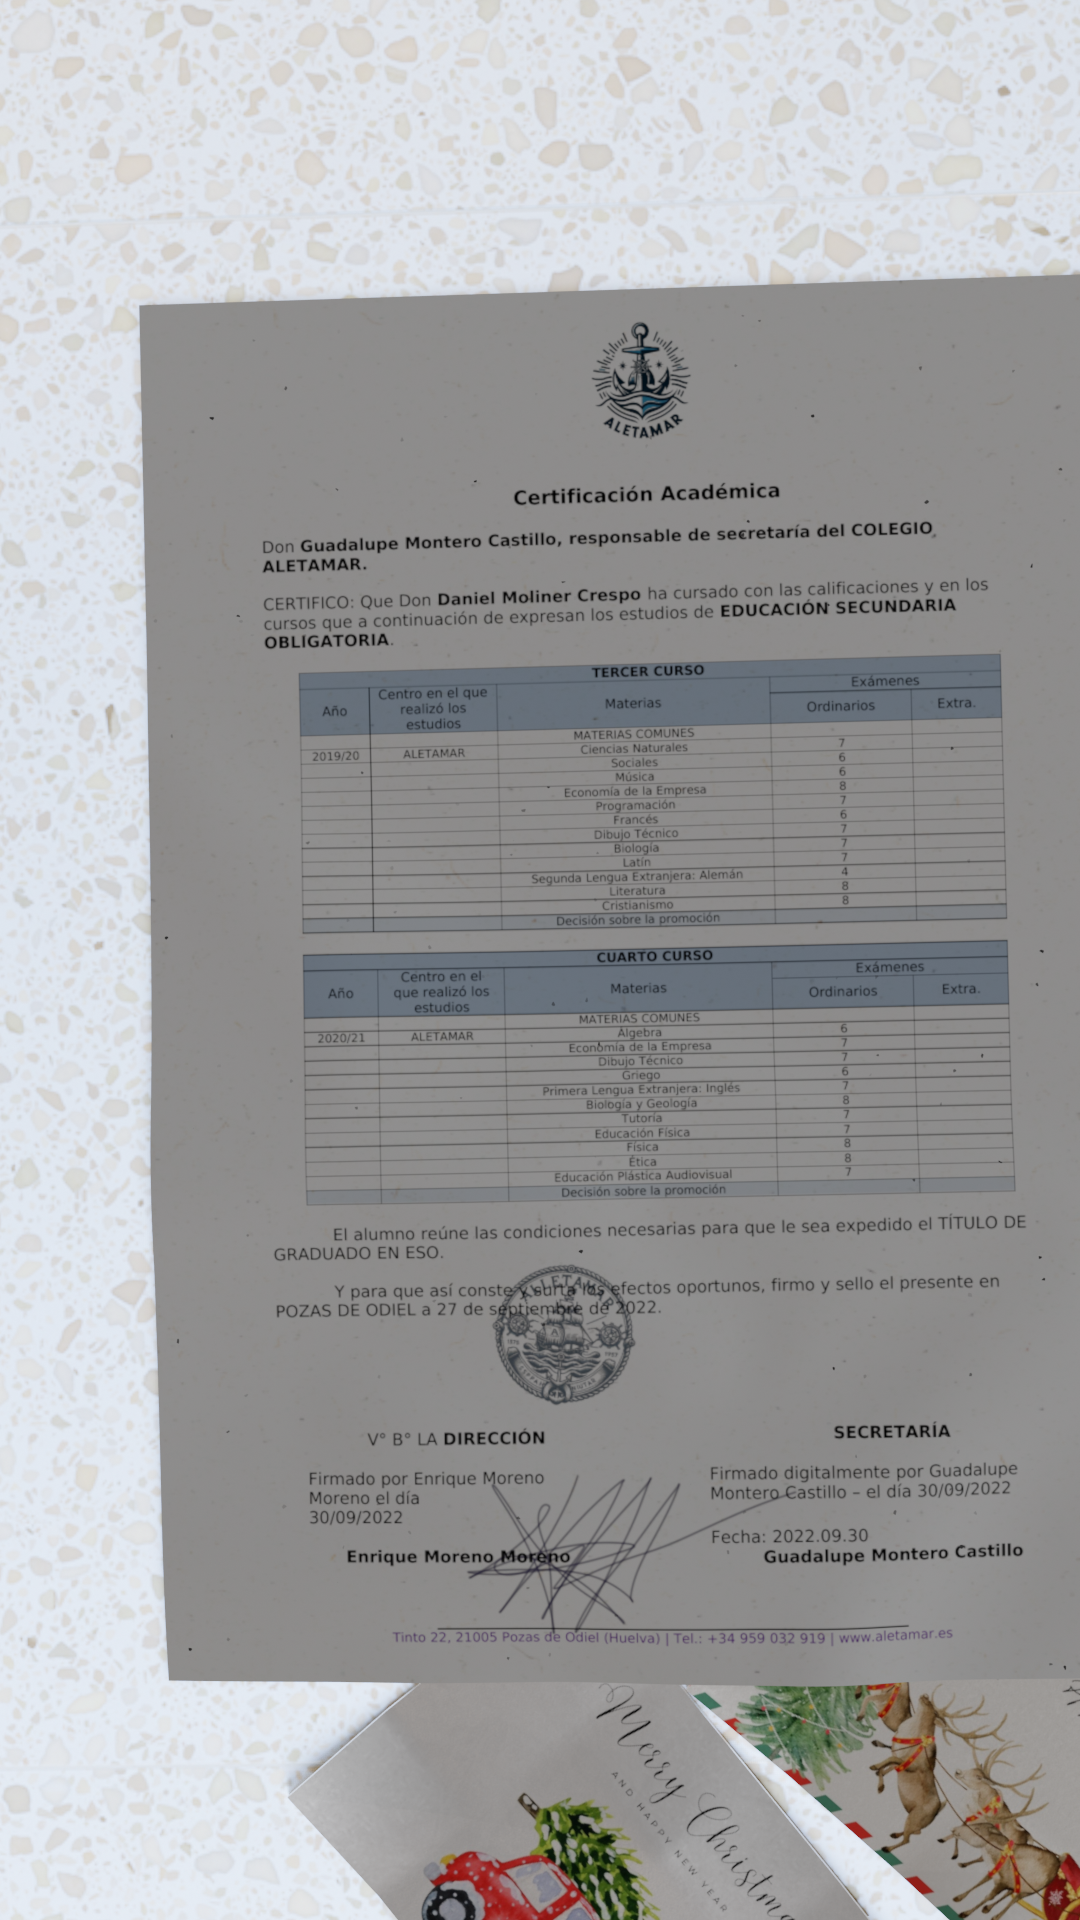 ALETAMAR
Certificación Académica
Don Guadalupe Montero Castillo, responsable de secretaría del COLEGIO
ALETAMAR.
CERTIFICO: Que Don Daniel Moliner Crespo ha cursado con las calificaciones y en los
cursos que a continuación de expresan los estudios de EDUCACIÓN SECUNDARIA
OBLIGATORIA.
TERCER CURSO
Año Centro en el que realizó los estudios Materias Exámenes
Ordinarios Extra.
MATERIAS COMUNES
2019/20 ALETAMAR Ciencias Naturales 7
Sociales 6
Música 6
Economía de la Empresa 8
Programación 7
Francés 6
Dibujo Técnico 7
Biología 7
Latín 7
Segunda Lengua Extranjera: Alemán 4
Literatura 8
Cristianismo 8
Decisión sobre la promoción
CUARTO CURSO
Año Centro en el que realizó los estudios Materias Exámenes
Ordinarios Extra.
MATERIAS COMUNES
2020/21 ALETAMAR Álgebra 6
Economía de la Empresa 7
Dibujo Técnico 7
Griego 6
Primera Lengua Extranjera: Inglés 7
Biología y Geología 8
Tutoría 7
Educación Física 7
Física 8
Ética 8
Educación Plástica Audiovisual 7
Decisión sobre la promoción
El alumno reúne las condiciones necesarias para que le sea expedido el TÍTULO DE
GRADUADO EN ESO.
Y para que así conste y surta los efectos oportunos, firmo y sello el presente en
POZAS DE ODIEL a 27 de septiembre de 2022.
ALLETAMAR
V° B° LA DIRECCIÓN
SECRETARÍA
Firmado por Enrique Moreno
Moreno el día
30/09/2022
Enrique Moreno Moreno
Firmado digitalmente por Guadalupe
Montero Castillo – el día 30/09/2022
Fecha: 2022.09.30
Guadalupe Montero Castillo
Tinto 22, 21005 Pozas de Odiel (Huelva) | Tel.: +34 959 032 919 | www.aletamar.es
Merry Christmas
AND HAPPY NEW YEAR